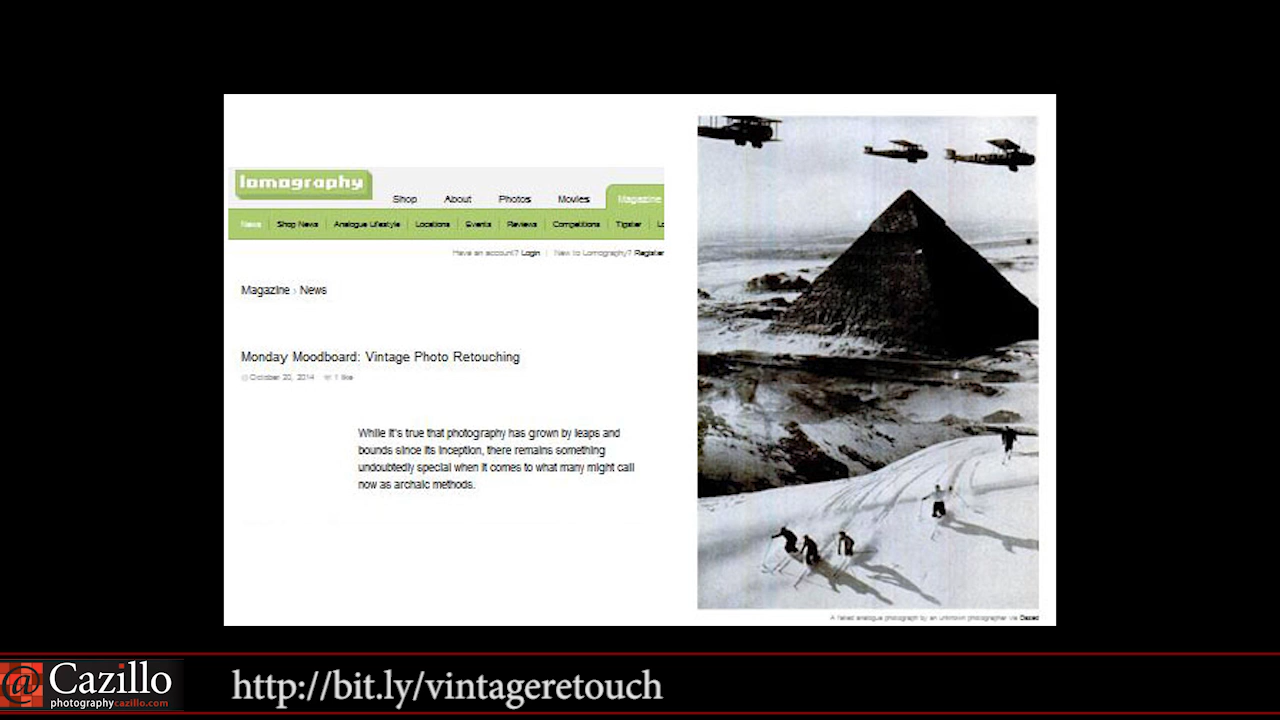 lomography
Shop About Photos Movies Magazine
News Shop News Analogue Lifestyle Locations Events Reviews Competitions Tipster Lo
Have an account? Login New to Lomography? Register
Magazine › News
Monday Moodboard: Vintage Photo Retouching
October 20, 2014 1 like
While it's true that photography has grown by leaps and
bounds since its inception, there remains something
undoubtedly special when it comes to what many might call
now as archaic methods.
A faked analogue photograph by an unknown photographer via Dazed
@ Cazillo
photographycazillo.com
http://bit.ly/vintageretouch